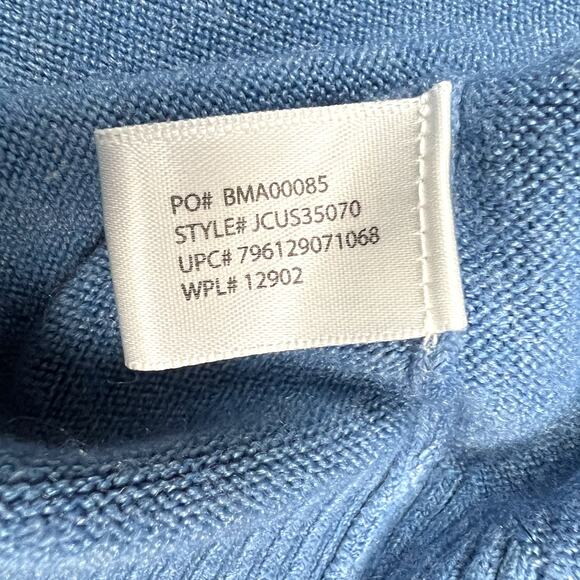 PO# BMA00085
STYLE# JCUS35070
UPC# 796129071068
WPL# 12902